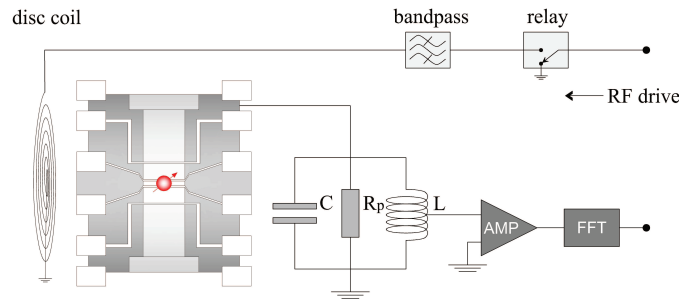 disc coil
bandpass
relay
RF drive
C
Rp
L
AMP
FFT